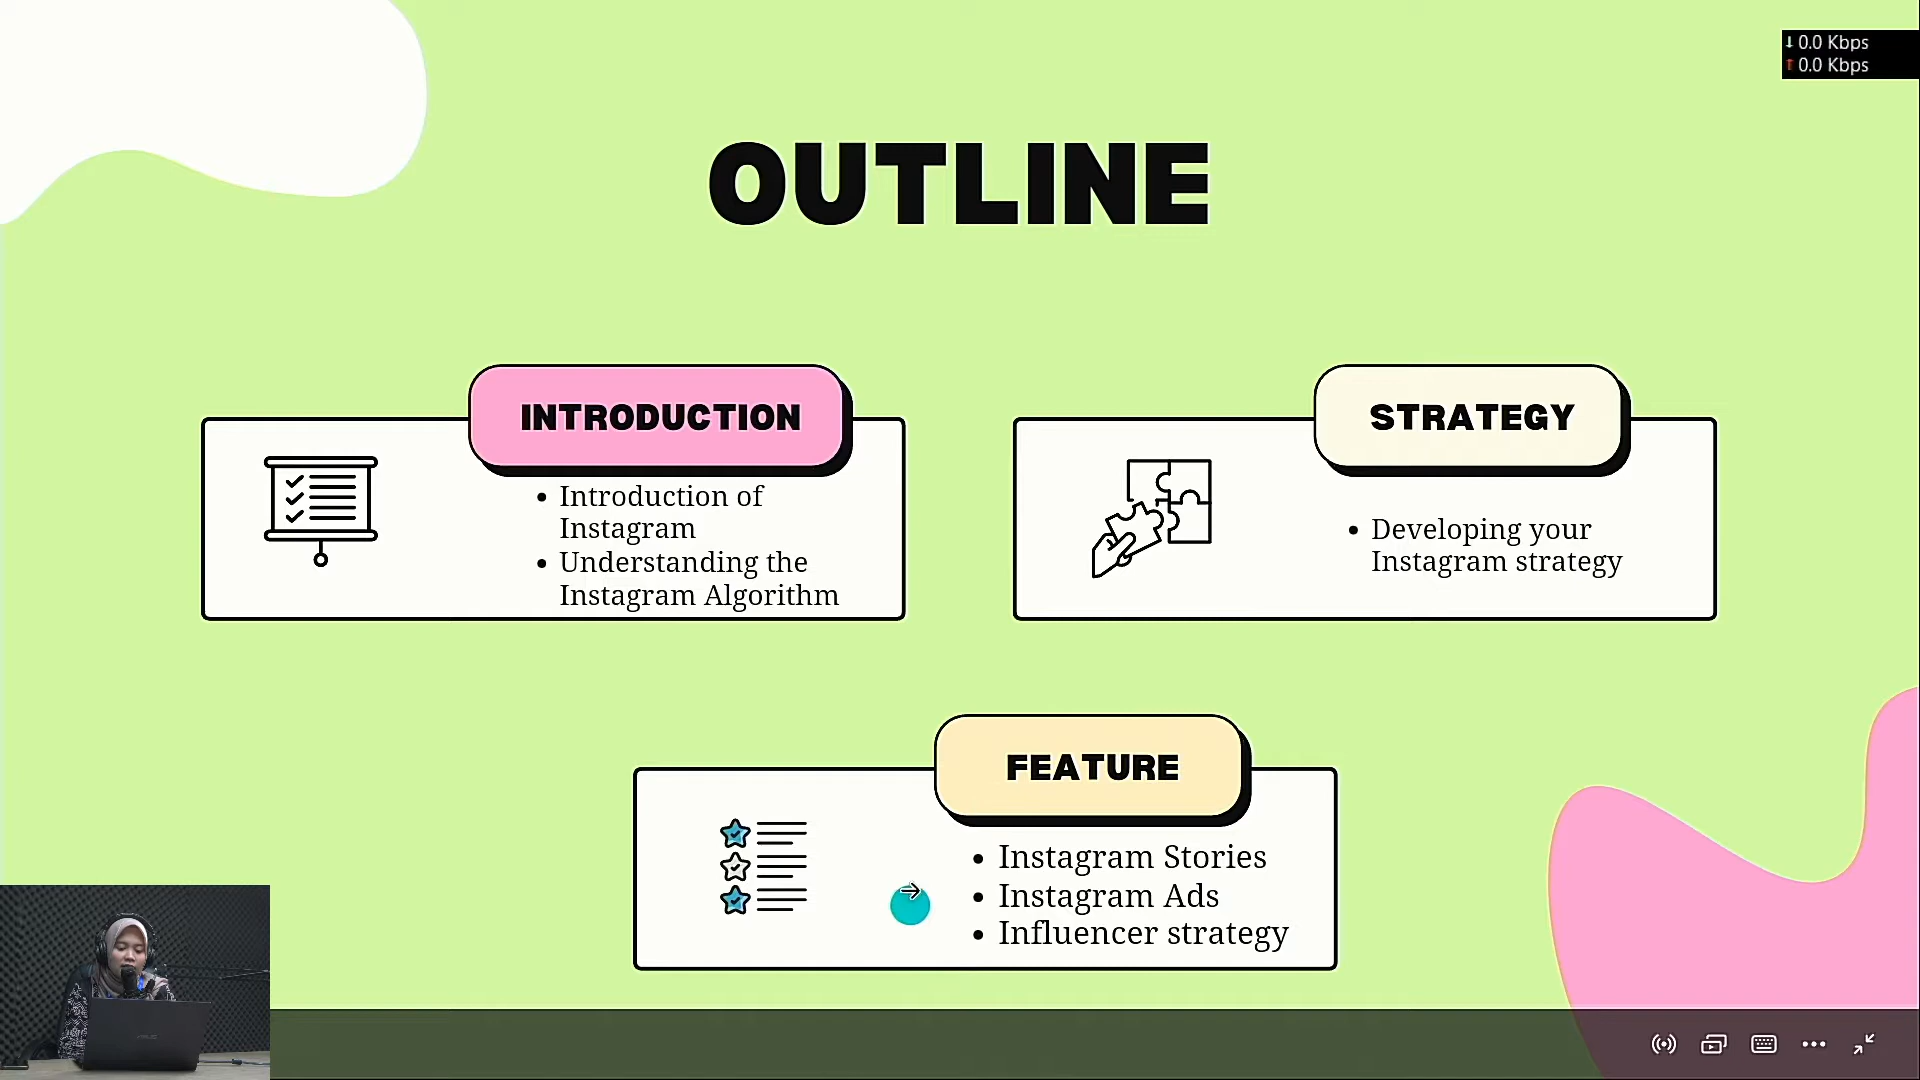 ↓ 0.0 Kbps
↑ 0.0 Kbps
OUTLINE
INTRODUCTION
• Introduction of
Instagram
• Understanding the
Instagram Algorithm
STRATEGY
• Developing your
Instagram strategy
FEATURE
• Instagram Stories
• Instagram Ads
• Influencer strategy